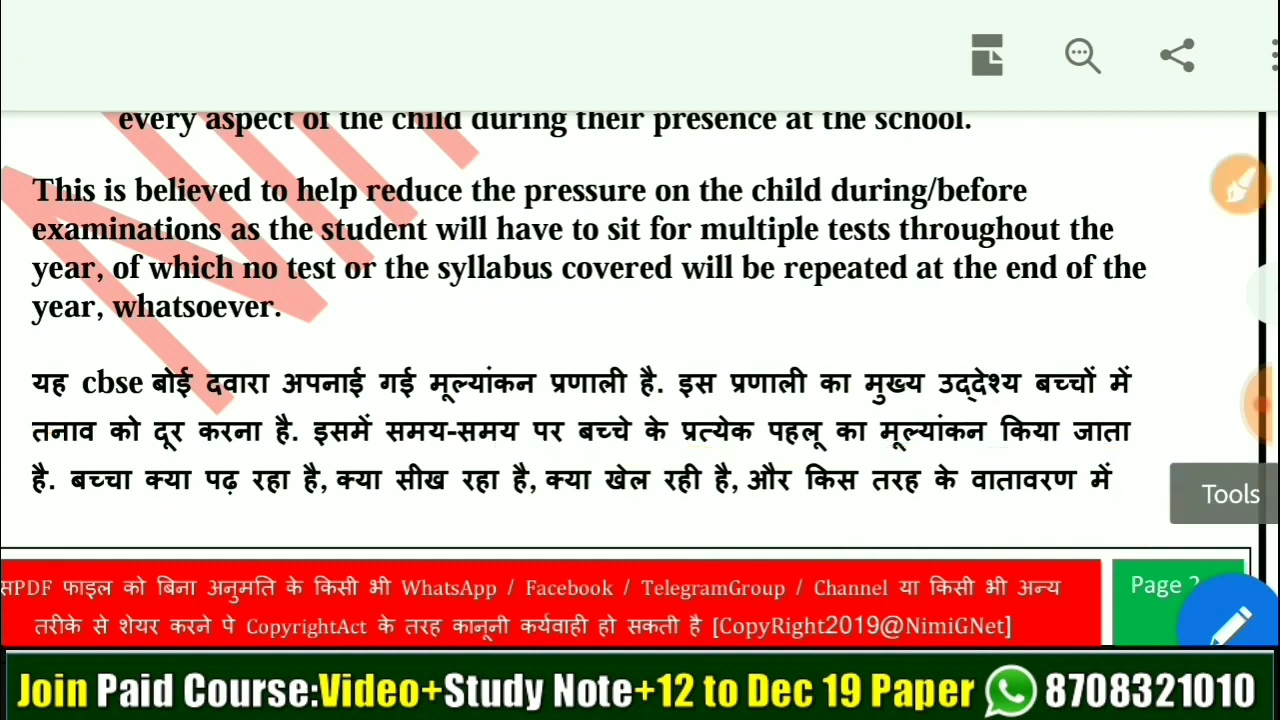 every aspect of the child during their presence at the school.
This is believed to help reduce the pressure on the child during/before
examinations as the student will have to sit for multiple tests throughout the
year, of which no test or the syllabus covered will be repeated at the end of the
year, whatsoever.
यह cbse बोर्ड दवारा अपनाई गई मूल्यांकन प्रणाली है. इस प्रणाली का मुख्य उद्देश्य बच्चों में
तनाव को दूर करना है. इसमें समय-समय पर बच्चे के प्रत्येक पहलू का मूल्यांकन किया जाता
है. बच्चा क्या पढ़ रहा है, क्या सीख रहा है, क्या खेल रही है, और किस तरह के वातावरण में
Tools
सPDF फाइल को बिना अनुमति के किसी भी WhatsApp / Facebook / TelegramGroup / Channel या किसी भी अन्य
तरीके से शेयर करने पे CopyrightAct के तरह कानूनी कर्यवाही हो सकती है [CopyRight2019@NimiGNet]
Page 2
Join Paid Course:Video+Study Note+12 to Dec 19 Paper 8708321010